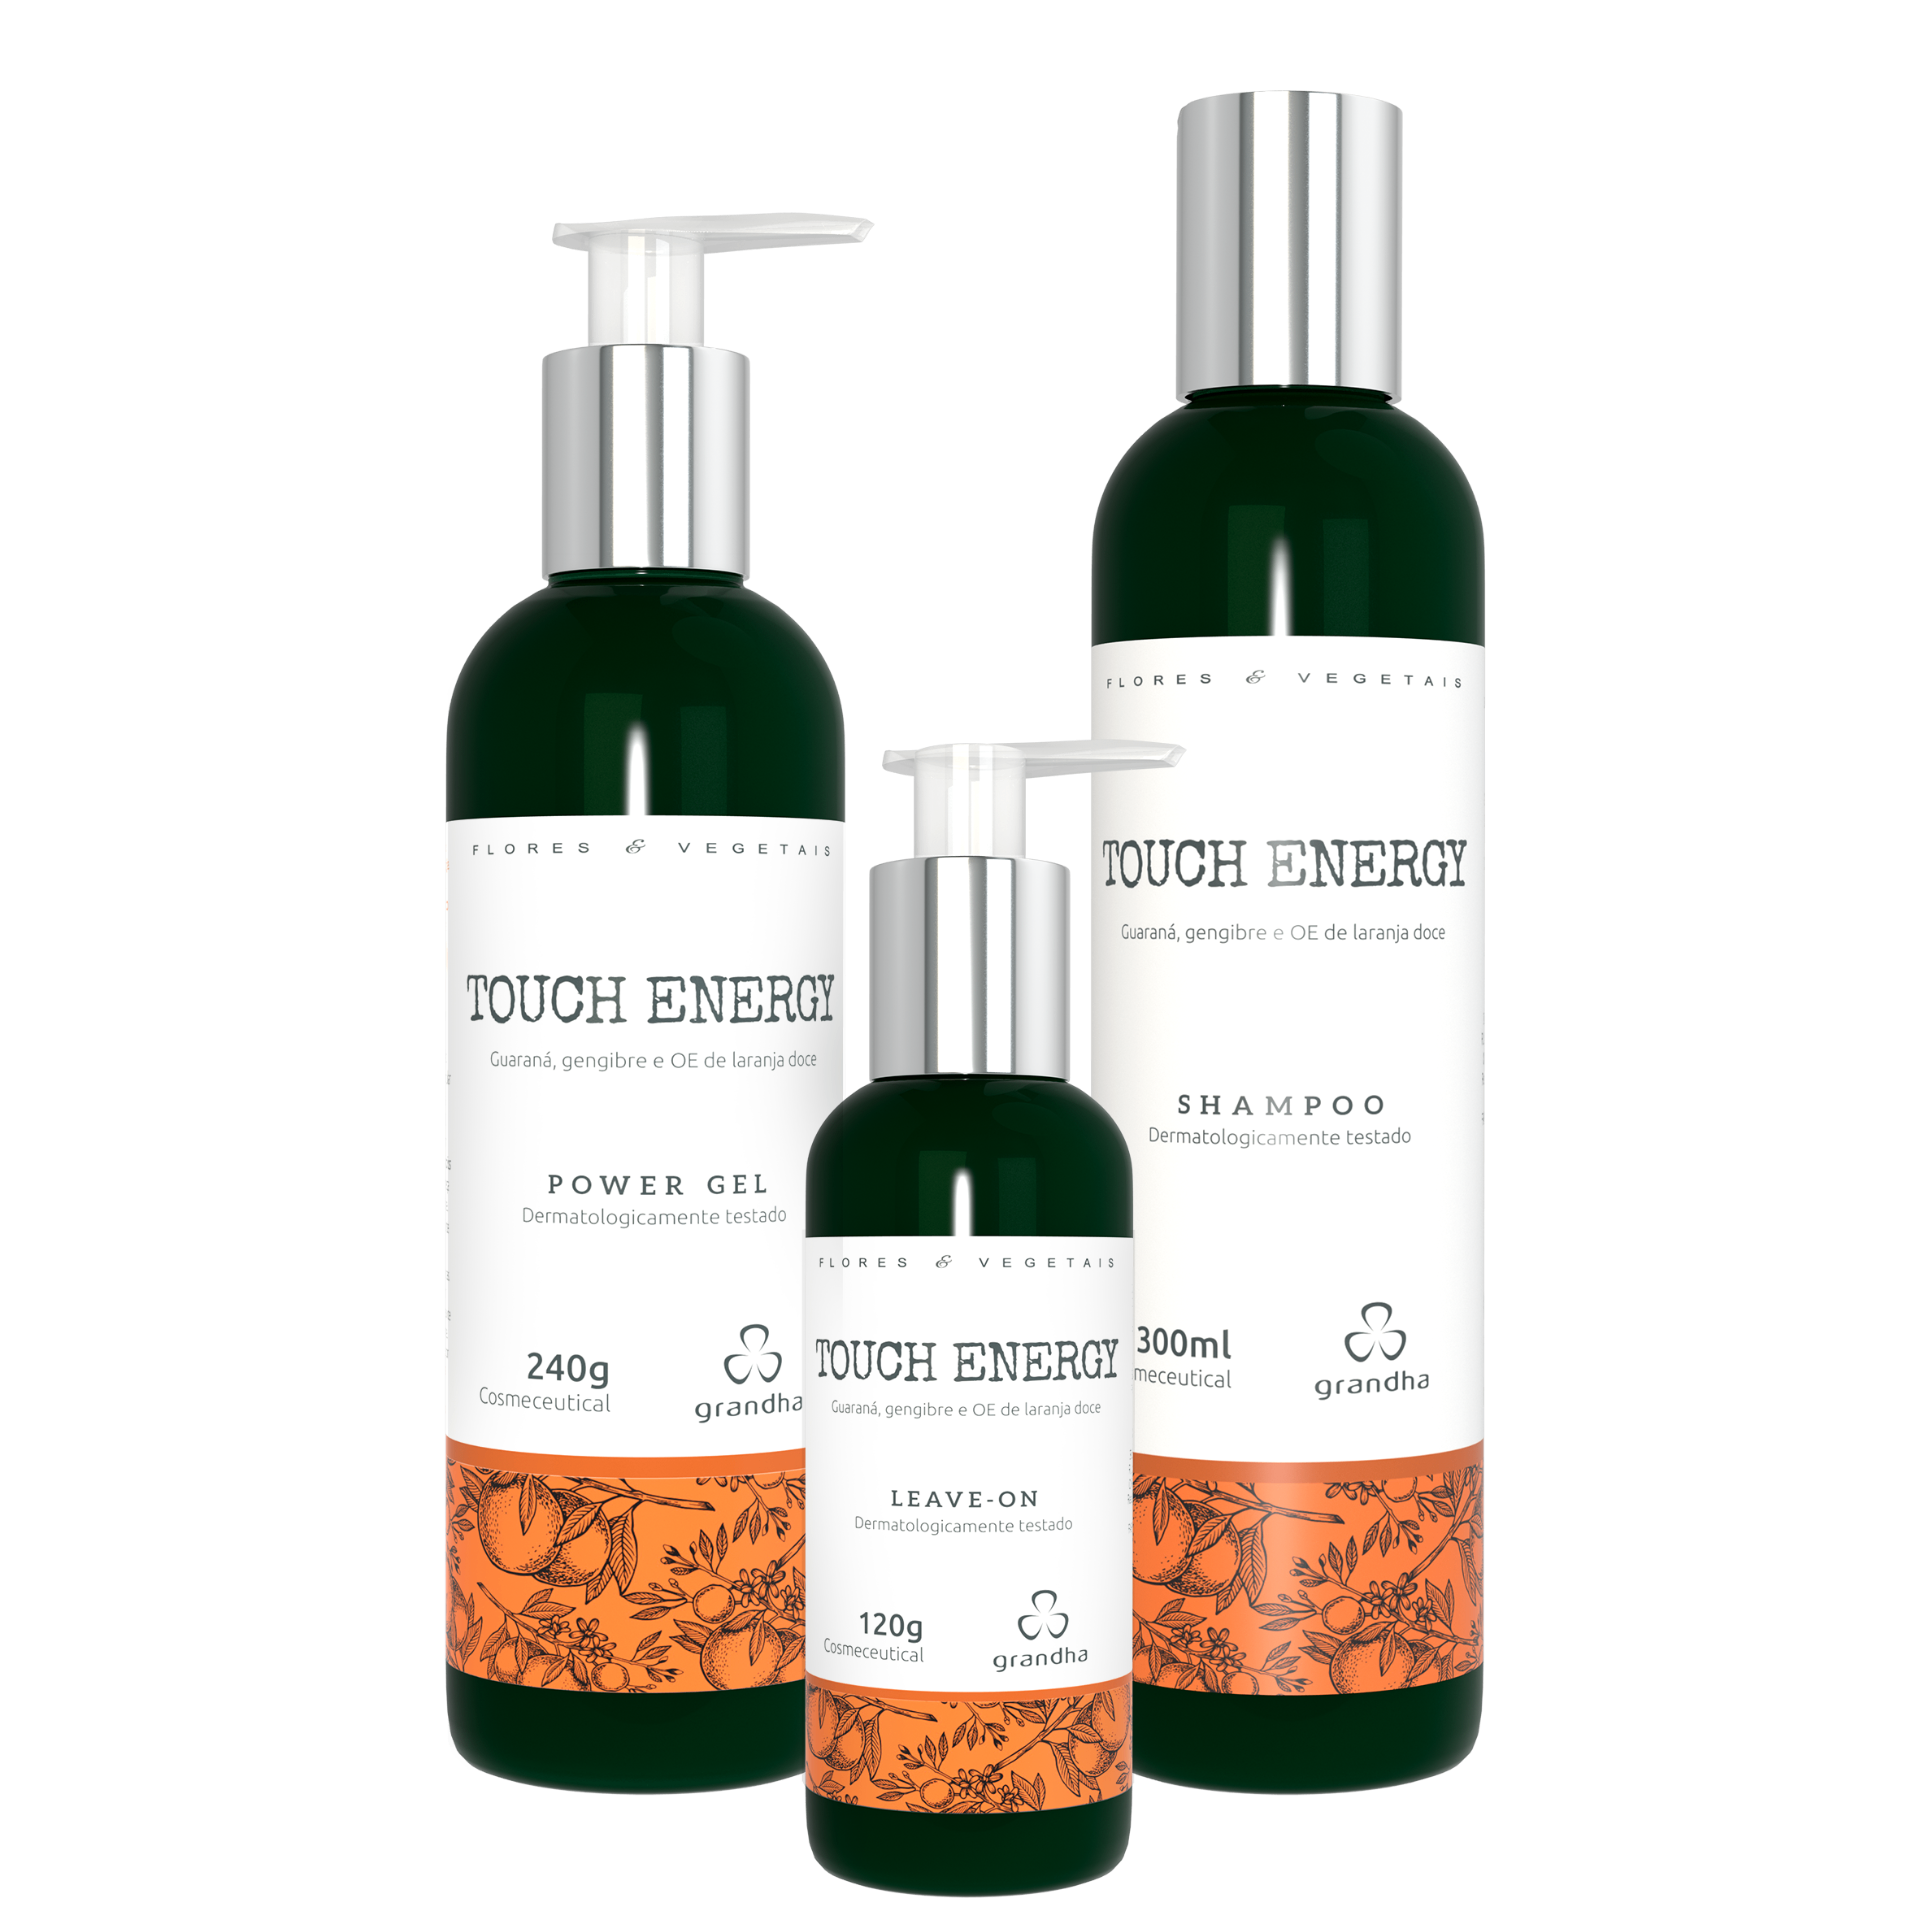 FLORES & VEGETAIS
TOUCH ENERGY
Guaraná, gengibre e OE de laranja doce
POWER GEL
Dermatologicamente testado
240g
Cosmeceutical
grandha
FLORES & VEGETAIS
TOUCH ENERGY
Guaraná, gengibre e OE de laranja doce
LEAVE-ON
Dermatologicamente testado
120g
Cosmeceutical
grandha
FLORES & VEGETAIS
TOUCH ENERGY
Guaraná, gengibre e OE de laranja doce
SHAMPOO
Dermatologicamente testado
300ml
meceutical
grandha